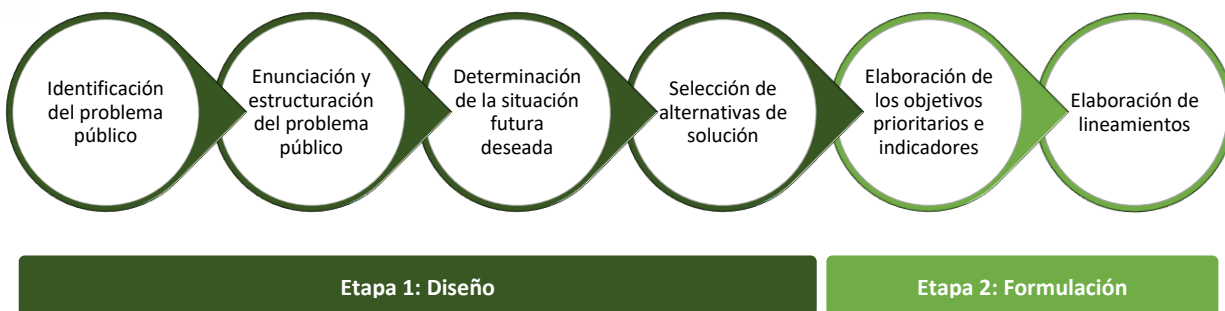 Identificación
del problema
público
Enunciación y
estructuración
del problema
público
Determinación
de la situación
futura
deseada
Selección de
alternativas de
solución
Elaboración de
los objetivos
prioritarios e
indicadores
Elaboración de
lineamientos
Etapa 1: Diseño
Etapa 2: Formulación